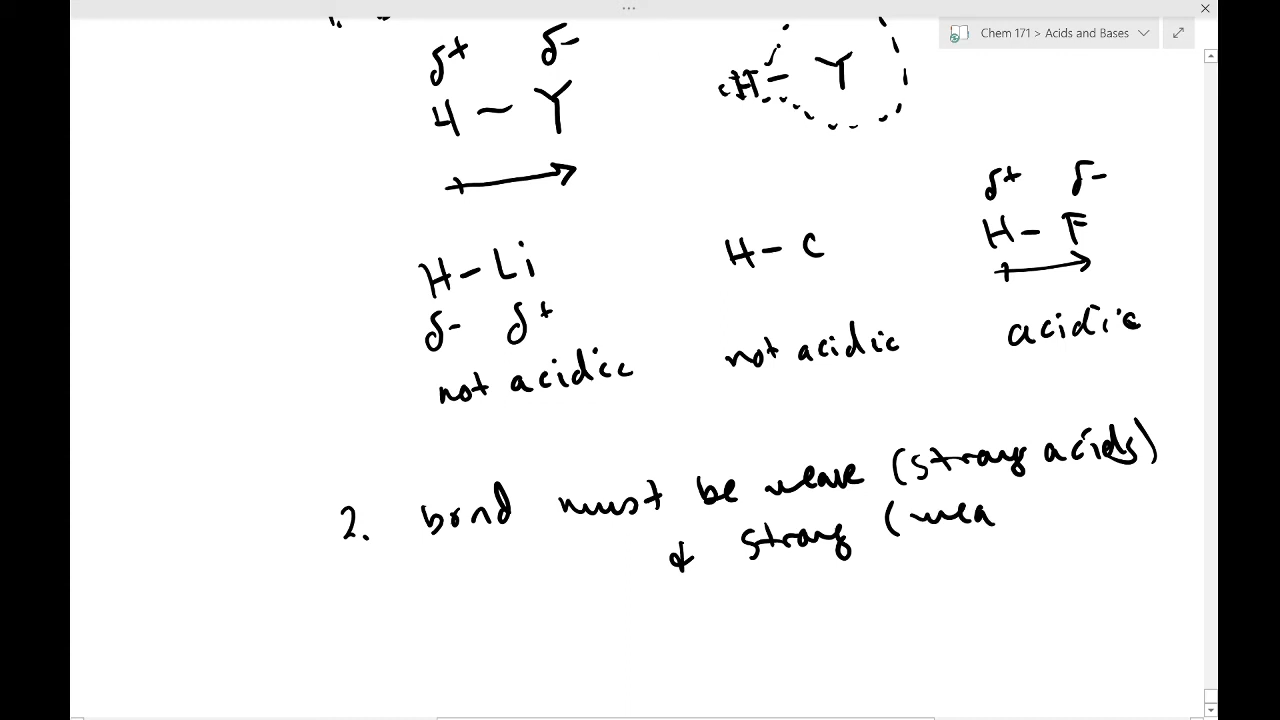 Chem 171 > Acids and Bases
1.
δ+ δ-
H ~ Y
H - Y
δ+ δ-
H - F
H - Li
H - C
δ- δ+
not acidic
not acidic
acidic
2. bond must be weak (strong acids)
& strong (wea